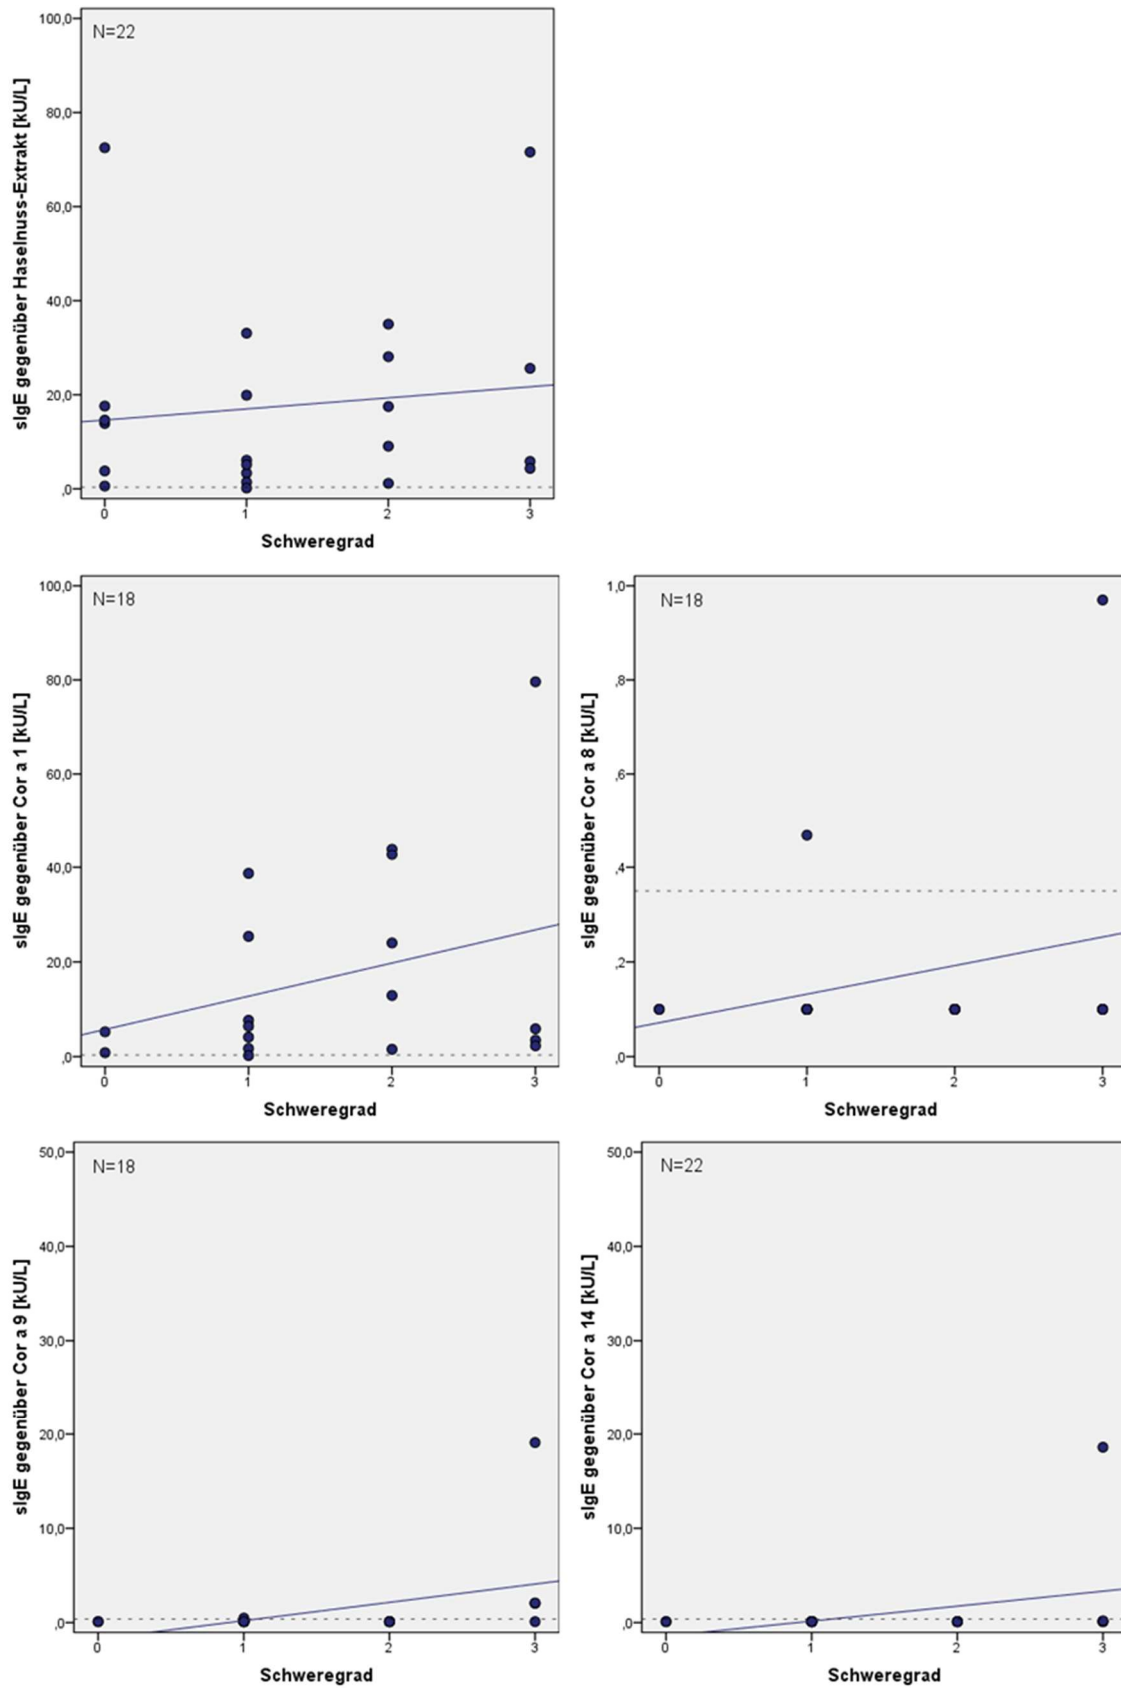 N=22
sIgE gegenüber Haselnuss-Extrakt [kU/L]
100,0
80,0
60,0
40,0
20,0
,0
0 1 2 3
Schweregrad
N=18
sIgE gegenüber Cor a 1 [kU/L]
100,0
80,0
60,0
40,0
20,0
,0
0 1 2 3
Schweregrad
N=18
sIgE gegenüber Cor a 8 [kU/L]
1,0
,8
,6
,4
,2
,0
0 1 2 3
Schweregrad
N=18
sIgE gegenüber Cor a 9 [kU/L]
50,0
40,0
30,0
20,0
10,0
,0
0 1 2 3
Schweregrad
N=22
sIgE gegenüber Cor a 14 [kU/L]
50,0
40,0
30,0
20,0
10,0
,0
0 1 2 3
Schweregrad